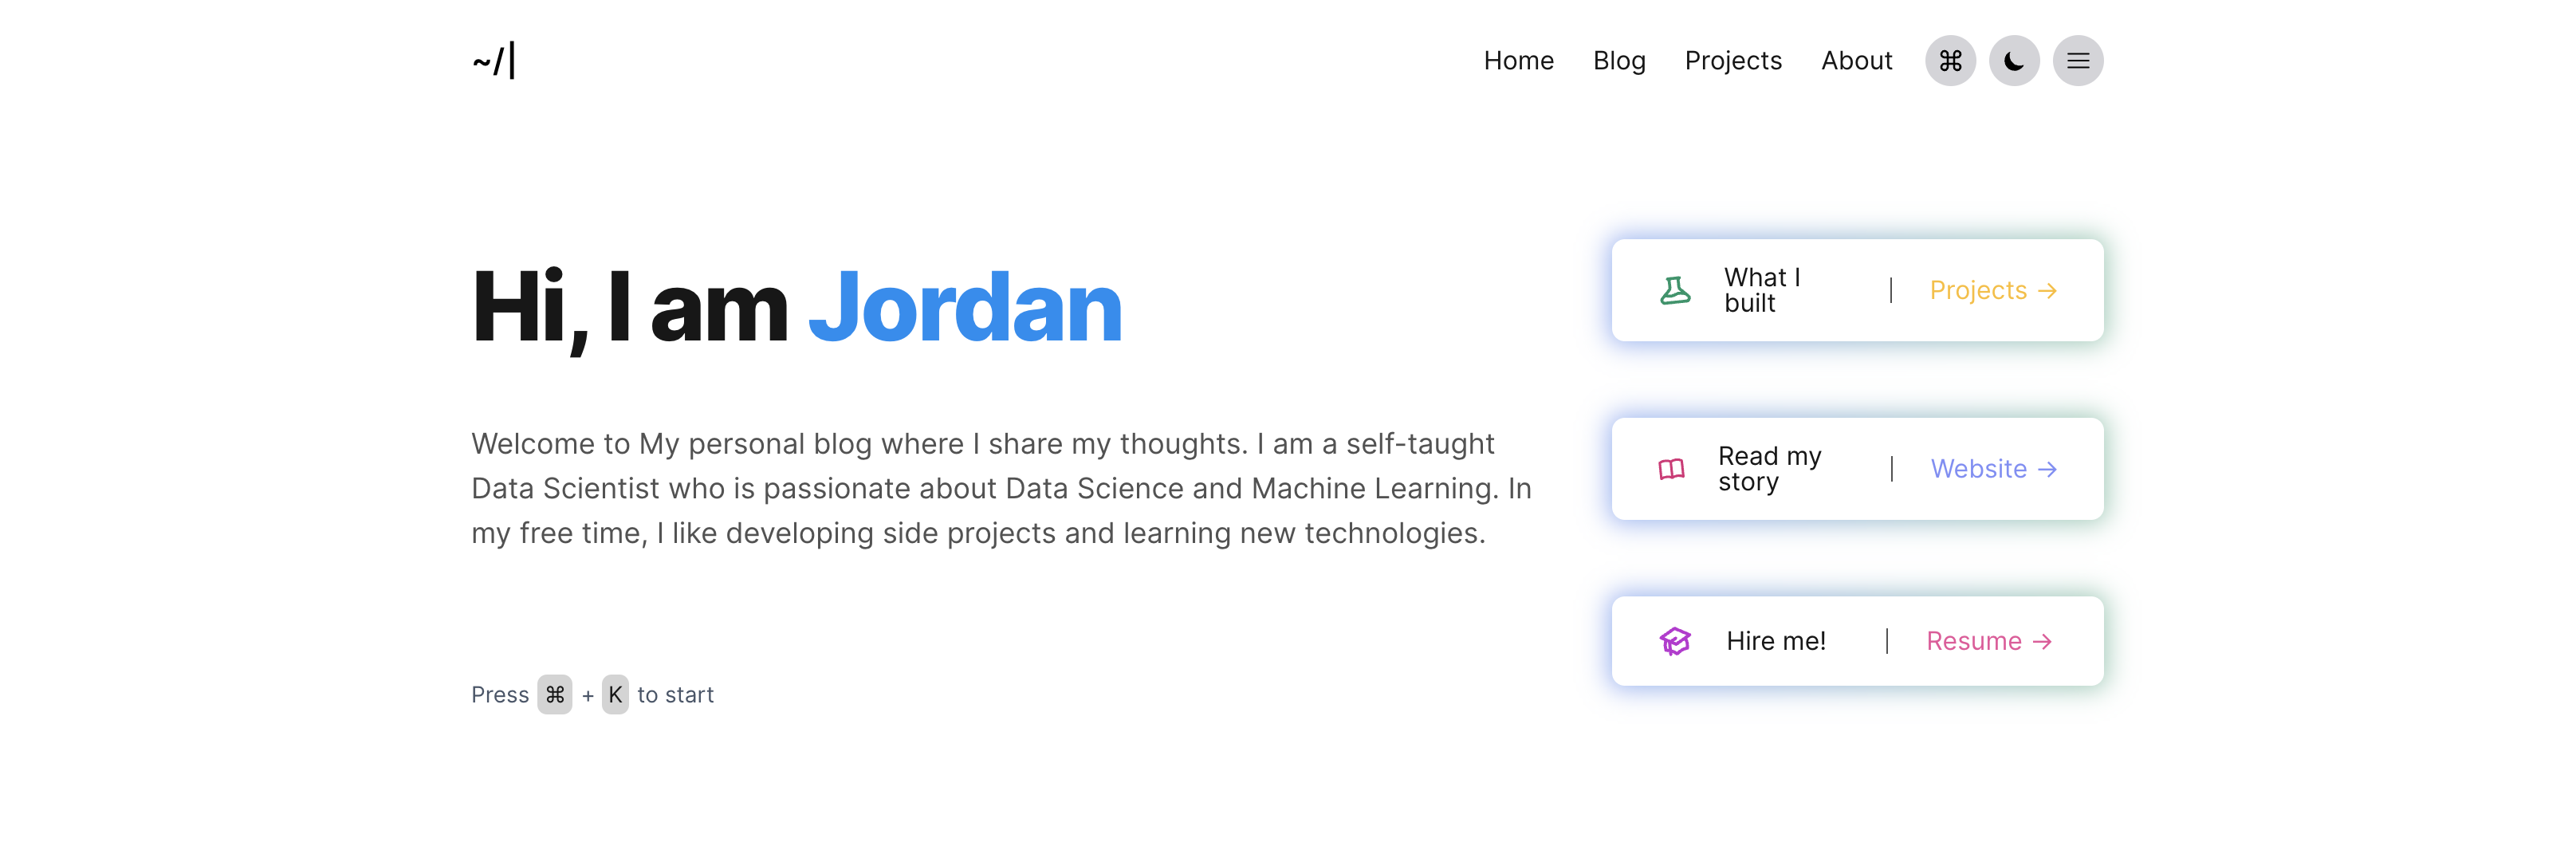 ~/|
Home Blog Projects About ⌘
Hi, I am Jordan
Welcome to My personal blog where I share my thoughts. I am a self-taught
Data Scientist who is passionate about Data Science and Machine Learning. In
my free time, I like developing side projects and learning new technologies.
Press ⌘ + K to start
What I
built | Projects →
Read my
story | Website →
Hire me! | Resume →